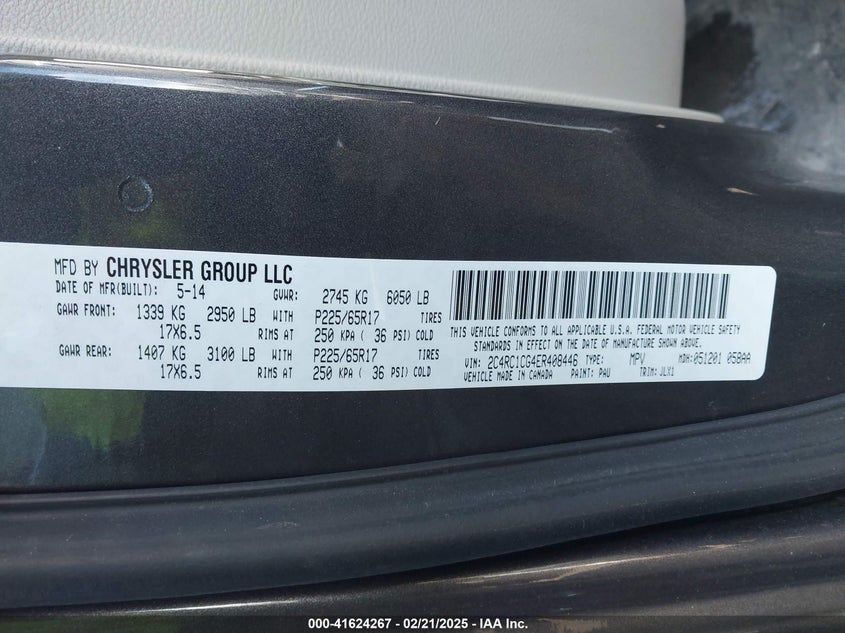 MFD BY CHRYSLER GROUP LLC
DATE OF MFR(BUILT): 5-14 GVWR: 2745 KG 6050 LB
GAWR FRONT: 1339 KG 2950 LB WITH P225/65R17 TIRES
17X6.5 RIMS AT 250 KPA ( 36 PSI) COLD
GAWR REAR: 1407 KG 3100 LB WITH P225/65R17 TIRES
17X6.5 RIMS AT 250 KPA ( 36 PSI) COLD
THIS VEHICLE CONFORMS TO ALL APPLICABLE U.S.A. FEDERAL MOTOR VEHICLE SAFETY
STANDARDS IN EFFECT ON THE DATE OF MANUFACTURE SHOWN ABOVE.
VIN: 2C4RC1CG4ER408446 TYPE: MPV MDH: 051201 058AA
VEHICLE MADE IN CANADA PAINT: PAU TRIM: JLX1
000-41624267 - 02/21/2025 - IAA Inc.